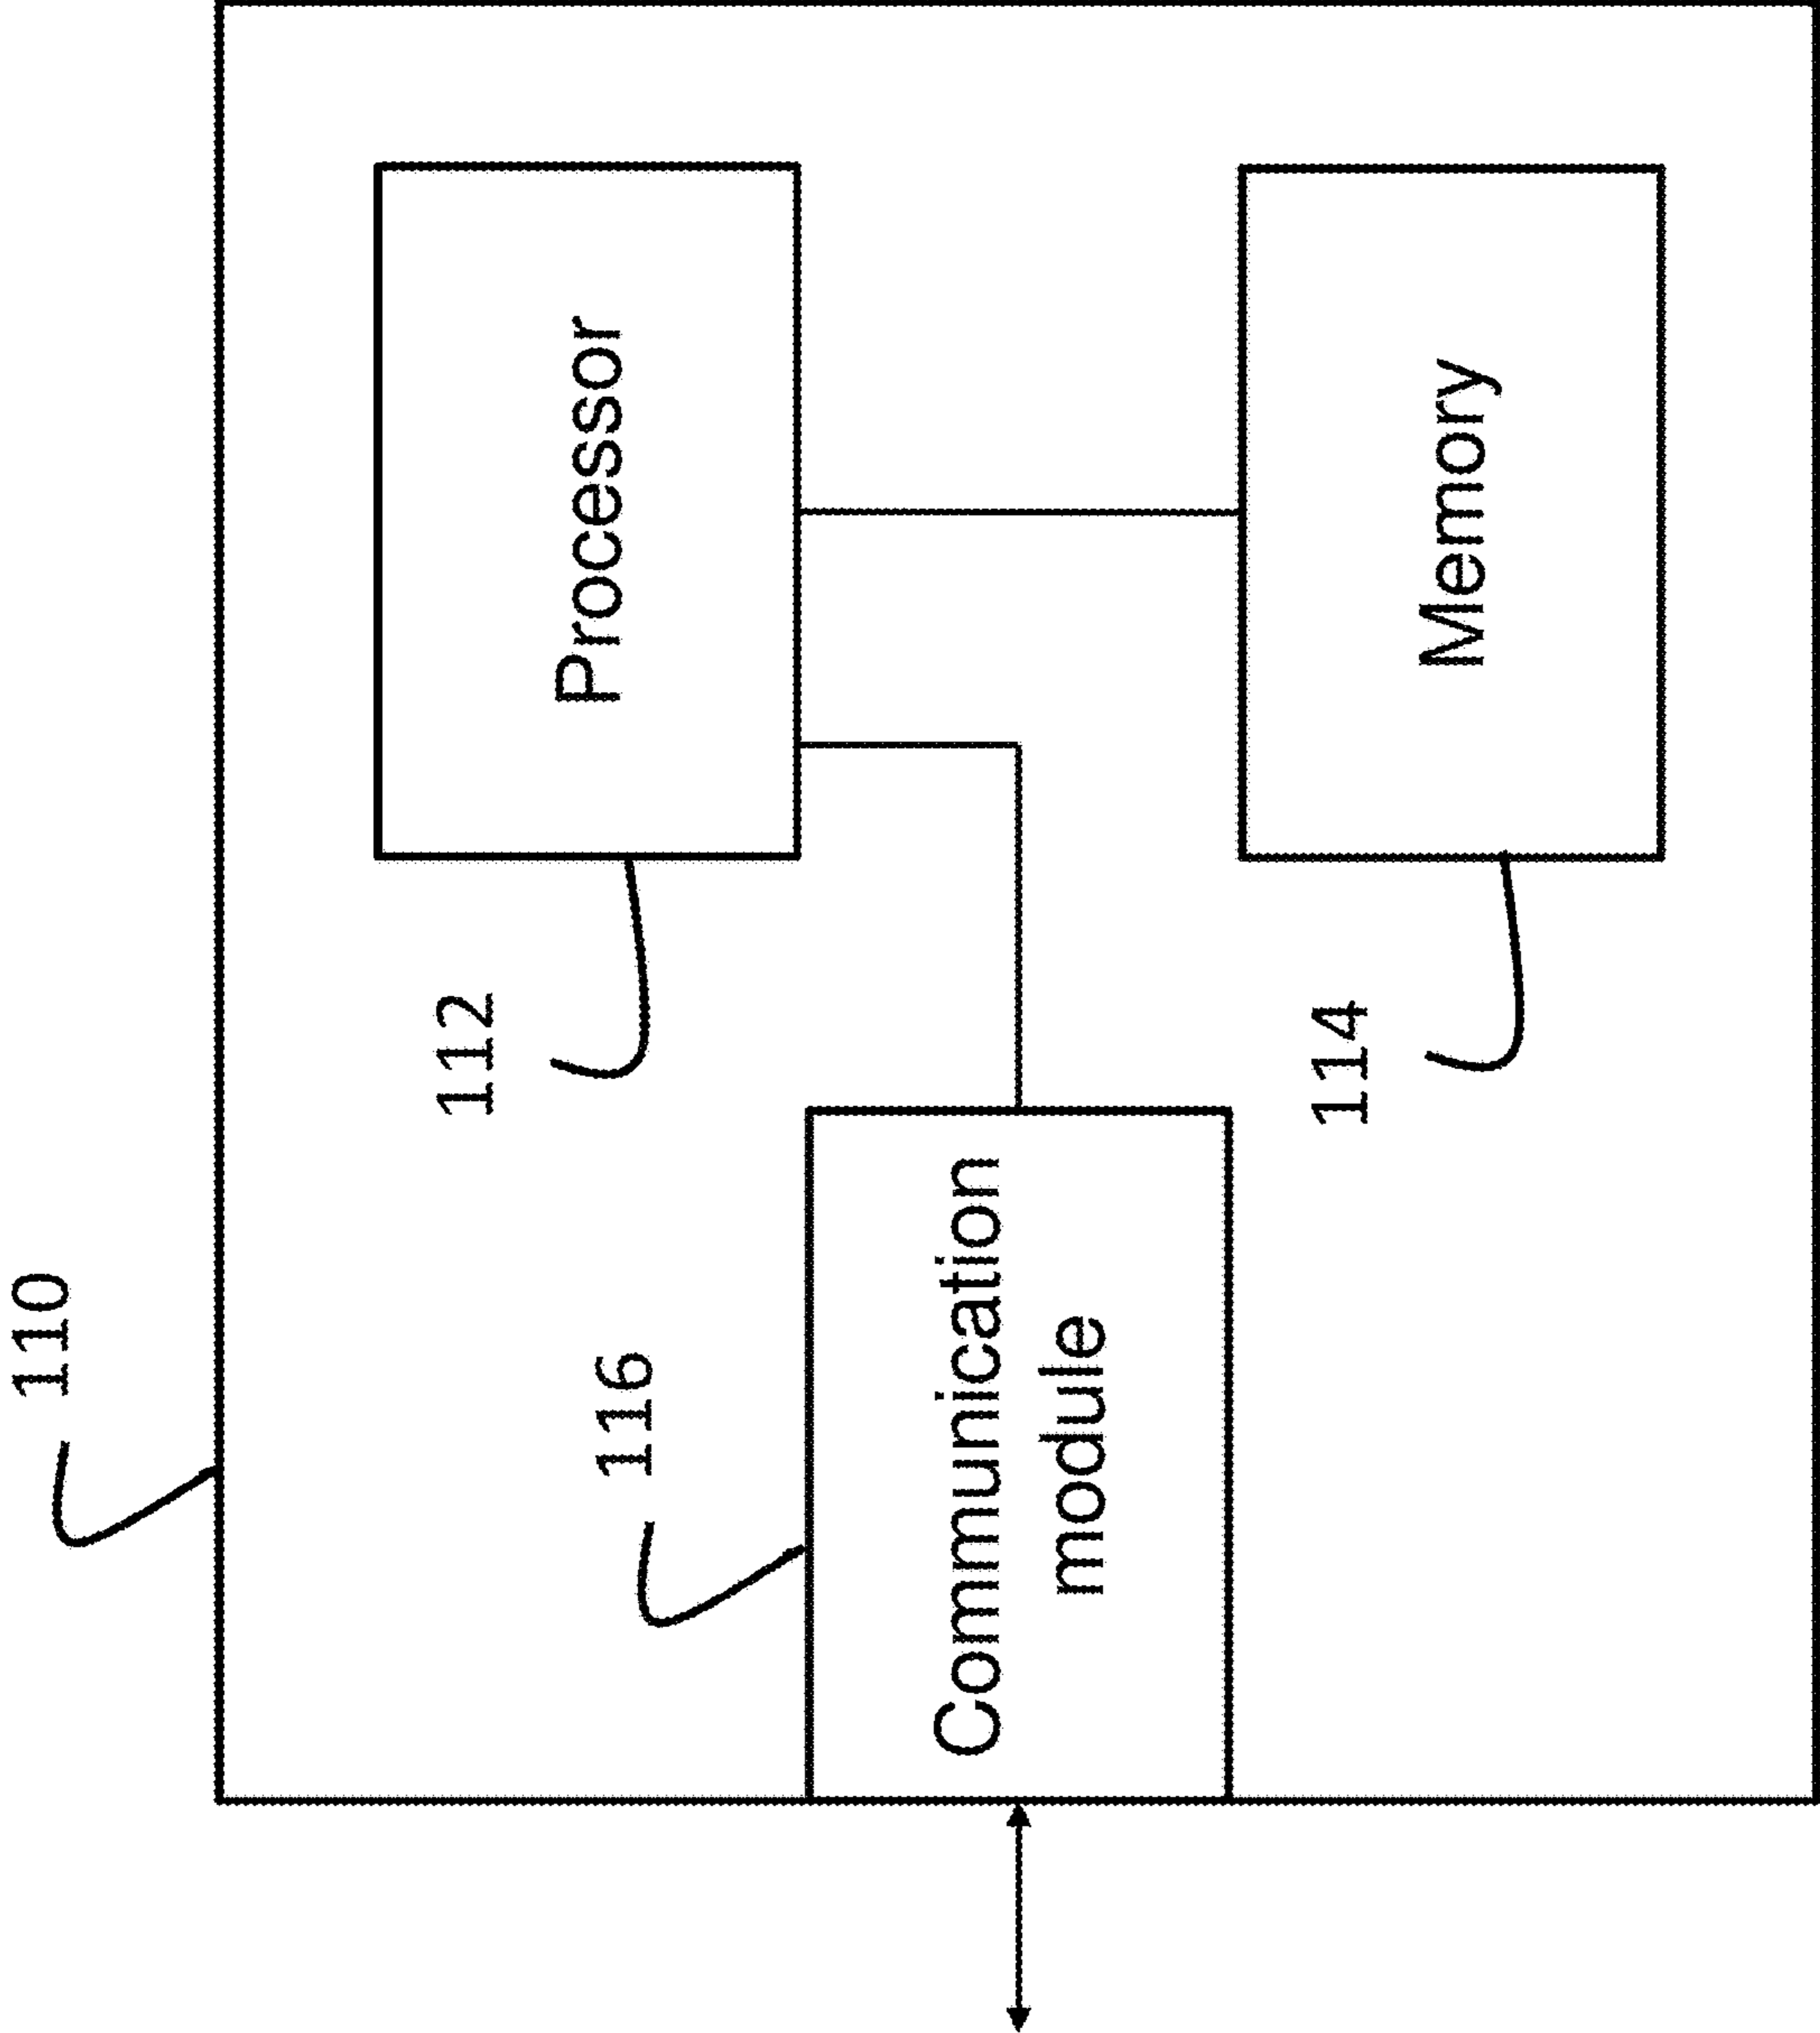 110
112
Processor
116
Communication
module
114
Memory